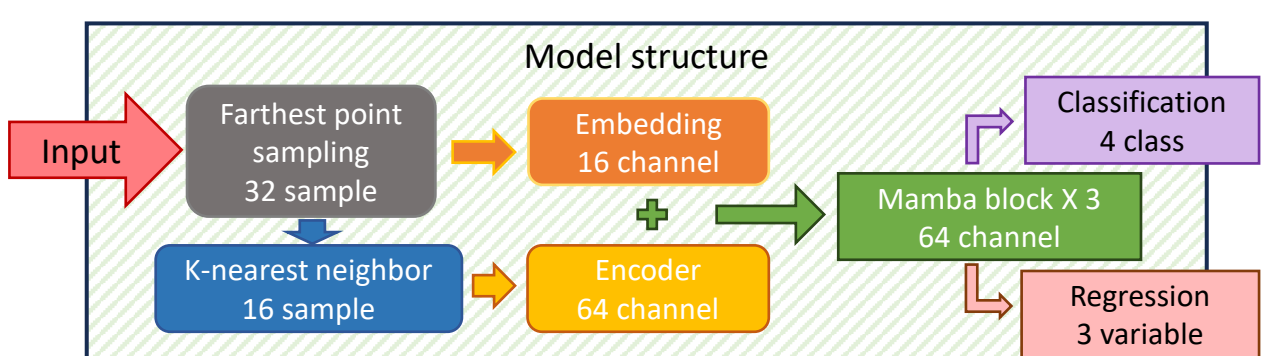 Model structure
Input
Farthest point
sampling
32 sample
Embedding
16 channel
Classification
4 class
K-nearest neighbor
16 sample
Encoder
64 channel
Mamba block X 3
64 channel
Regression
3 variable